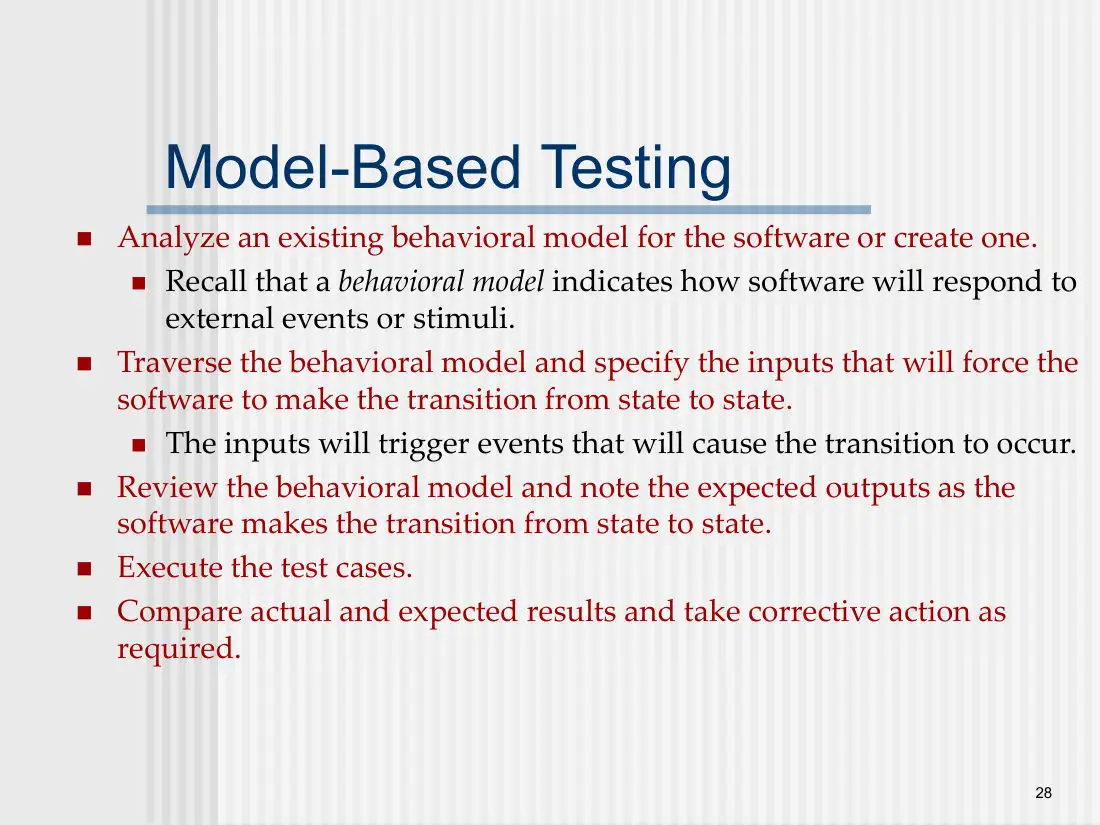 Model-Based Testing
Analyze an existing behavioral model for the software or create one.
Recall that a behavioral model indicates how software will respond to
external events or stimuli.
Traverse the behavioral model and specify the inputs that will force the
software to make the transition from state to state.
The inputs will trigger events that will cause the transition to occur.
Review the behavioral model and note the expected outputs as the
software makes the transition from state to state.
Execute the test cases.
Compare actual and expected results and take corrective action as
required.
28